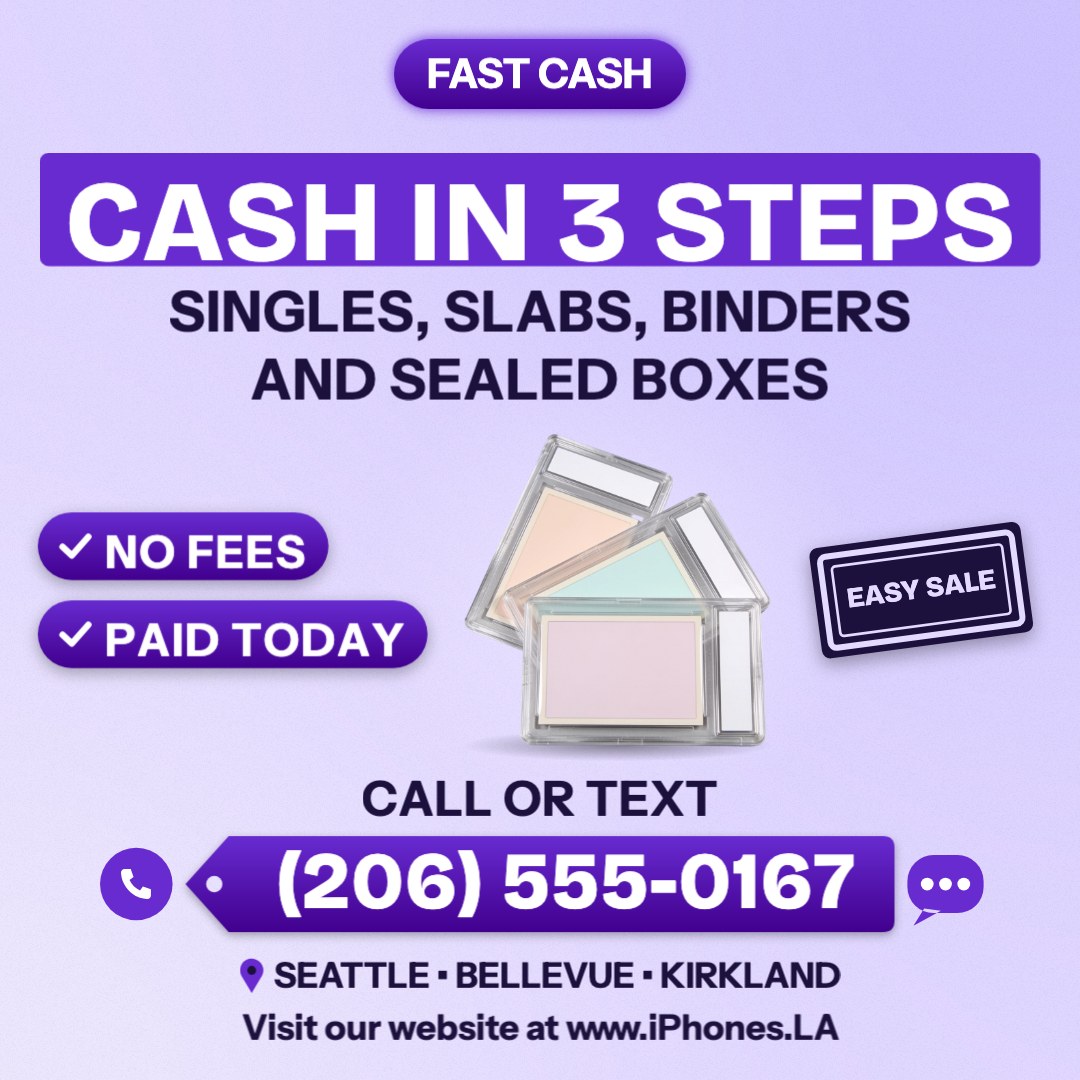 FAST CASH
CASH IN 3 STEPS
SINGLES, SLABS, BINDERS
AND SEALED BOXES
NO FEES
PAID TODAY
EASY SALE
CALL OR TEXT
(206) 555-0167
SEATTLE ▪ BELLEVUE ▪ KIRKLAND
Visit our website at www.iPhones.LA